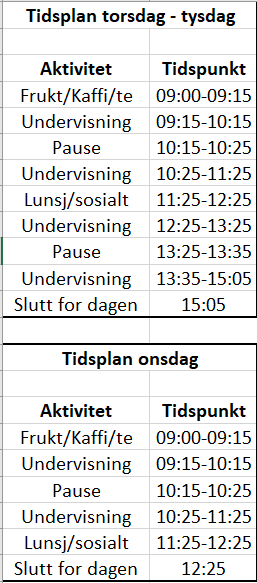 Tidsplan torsdag - tysdag
Aktivitet Tidspunkt
Frukt/Kaffi/te 09:00-09:15
Undervisning 09:15-10:15
Pause 10:15-10:25
Undervisning 10:25-11:25
Lunsj/sosialt 11:25-12:25
Undervisning 12:25-13:25
Pause 13:25-13:35
Undervisning 13:35-15:05
Slutt for dagen 15:05
Tidsplan onsdag
Aktivitet Tidspunkt
Frukt/Kaffi/te 09:00-09:15
Undervisning 09:15-10:15
Pause 10:15-10:25
Undervisning 10:25-11:25
Lunsj/sosialt 11:25-12:25
Slutt for dagen 12:25